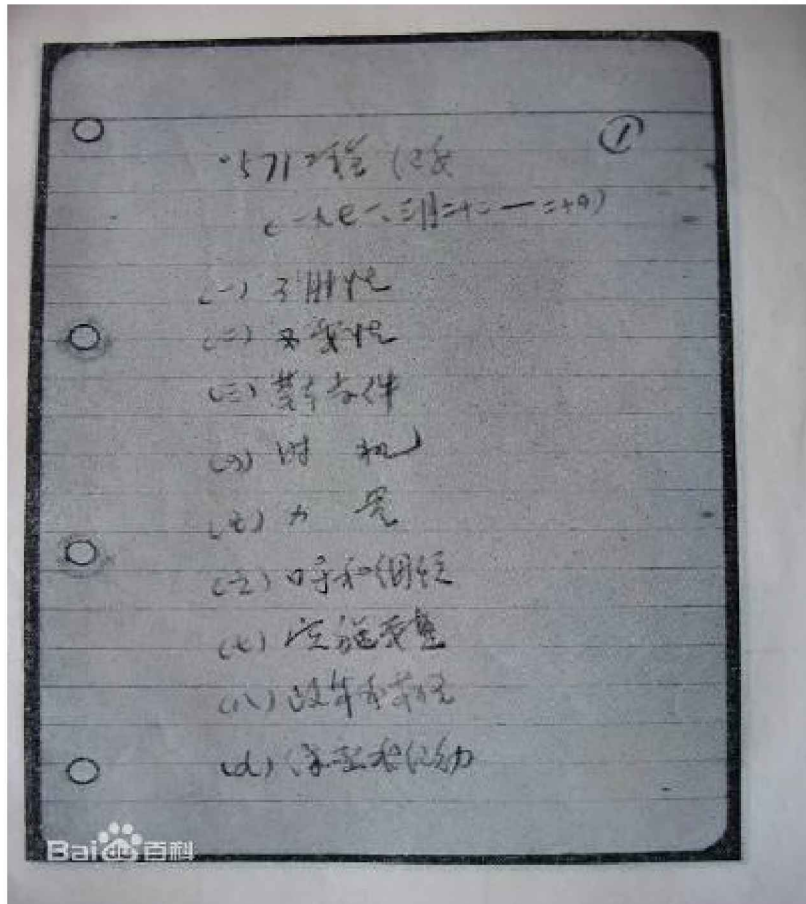 ①
“571工程”纪要
(一九七一、三月二十二——二十四)
(一) 可能性
(二) 必要性
(三) 基本条件
(四) 时 机
(五) 力 量
(六) 口号和纲领
(七) 实施要点
(八) 政策和策略
(九) 保密和纪律
Baidu百科